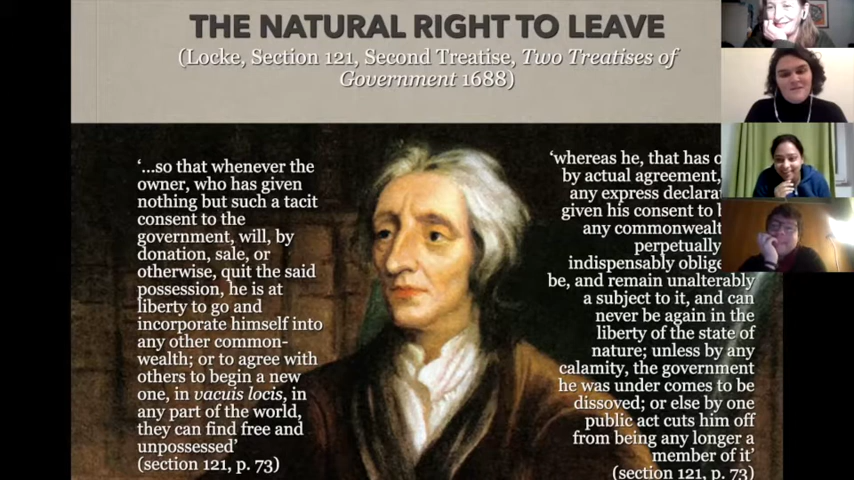 THE NATURAL RIGHT TO LEAVE
(Locke, Section 121, Second Treatise, Two Treatises of
Government 1688)
‘...so that whenever the
owner, who has given
nothing but such a tacit
consent to the
government, will, by
donation, sale, or
otherwise, quit the said
possession, he is at
liberty to go and
incorporate himself into
any other common-
wealth; or to agree with
others to begin a new
one, in vacuis locis, in
any part of the world,
they can find free and
unpossessed’
(section 121, p. 73)
‘whereas he, that has
by actual agreement,
any express
given his consent to
any
perpetually
indispensably
be, and remain unalterably
a subject to it, and can
never be again in the
liberty of the state of
nature; unless by any
calamity, the government
he was under comes to be
dissoved; or else by one
public act cuts him off
from being any longer a
member of it’
(section 121, p. 73)